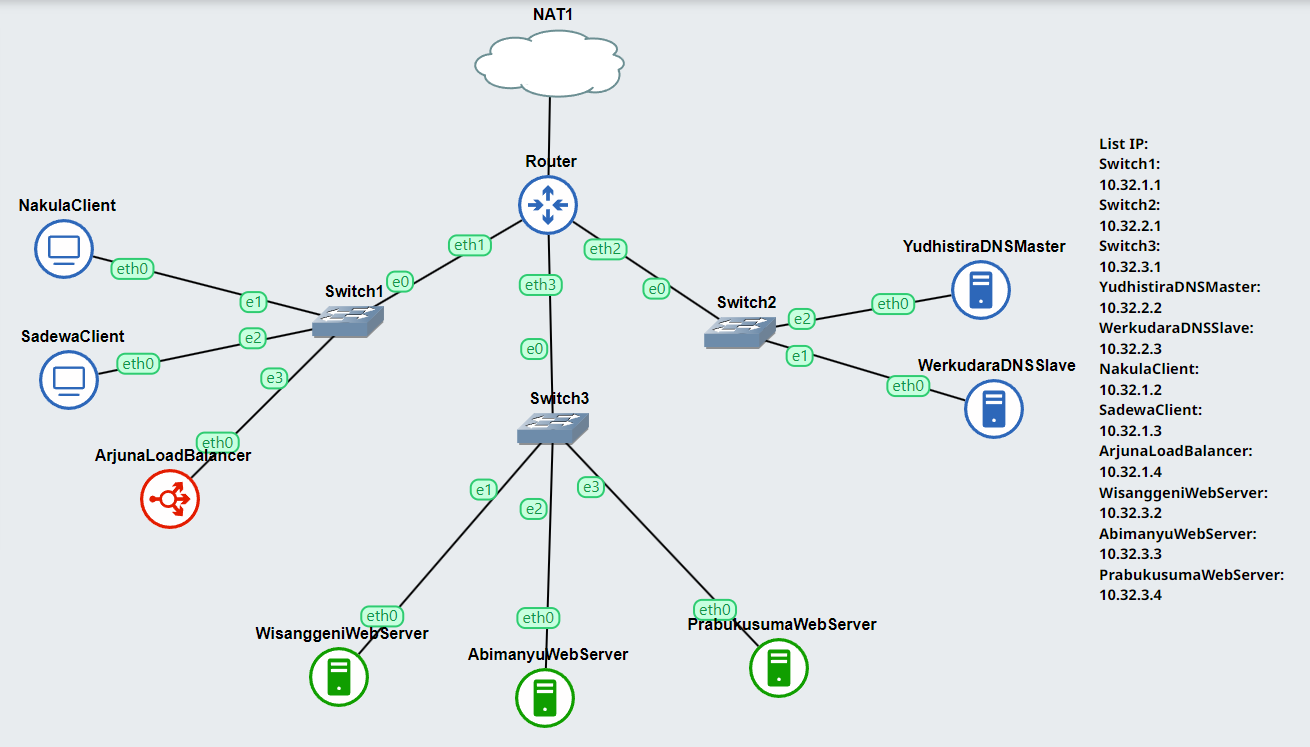 NAT1
Router
NakulaClient
eth1
eth2
YudhistiraDNSMaster
eth0
e0
eth3
e0
eth0
e1
Switch1
Switch2
e2
SadewaClient
e2
e0
e1
eth0
WerkudaraDNSSlave
e3
eth0
Switch3
eth0
ArjunaLoadBalancer
e1
e2
e3
eth0
eth0
eth0
WisanggeniWebServer
AbimanyuWebServer
PrabukusumaWebServer
List IP:
Switch1:
10.32.1.1
Switch2:
10.32.2.1
Switch3:
10.32.3.1
YudhistiraDNSMaster:
10.32.2.2
WerkudaraDNSSlave:
10.32.2.3
NakulaClient:
10.32.1.2
SadewaClient:
10.32.1.3
ArjunaLoadBalancer:
10.32.1.4
WisanggeniWebServer:
10.32.3.2
AbimanyuWebServer:
10.32.3.3
PrabukusumaWebServer:
10.32.3.4